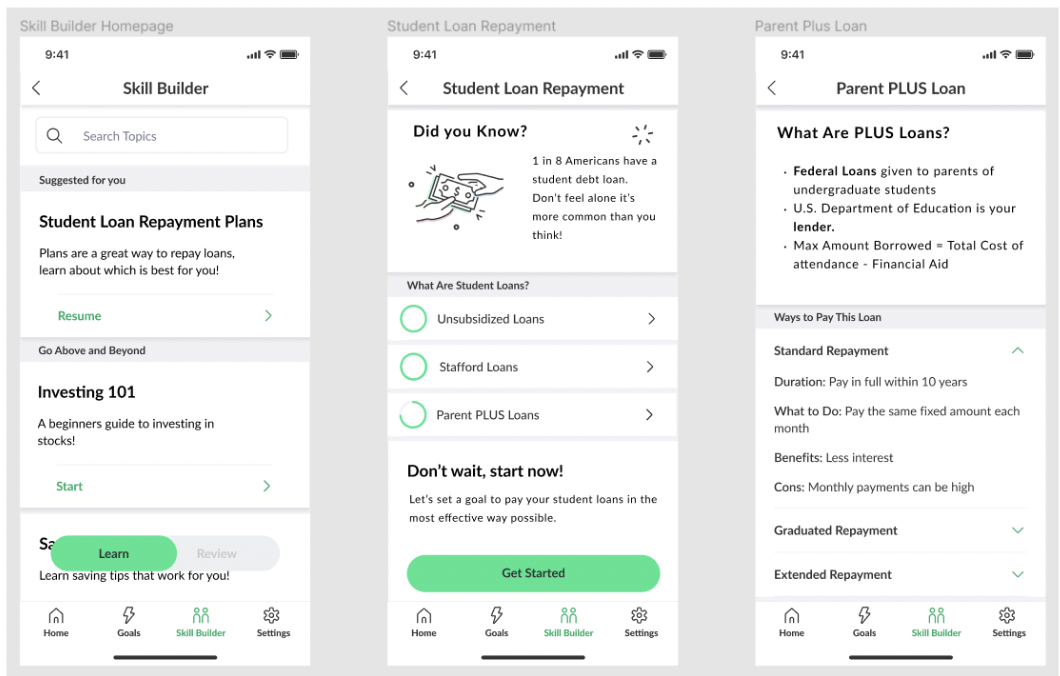 Skill Builder Homepage
9:41
Skill Builder
Search Topics
Suggested for you
Student Loan Repayment Plans
Plans are a great way to repay loans,
learn about which is best for you!
Resume
Go Above and Beyond
Investing 101
A beginners guide to investing in
stocks!
Start
Sa
Learn
Review
Learn saving tips that work for you!
Home
Goals
Skill Builder
Settings
Student Loan Repayment
9:41
Student Loan Repayment
Did you Know?
1 in 8 Americans have a
student debt loan.
Don't feel alone it's
more common than you
think!
What Are Student Loans?
Unsubsidized Loans
Stafford Loans
Parent PLUS Loans
Don't wait, start now!
Let's set a goal to pay your student loans in the
most effective way possible.
Get Started
Home
Goals
Skill Builder
Settings
Parent Plus Loan
9:41
Parent PLUS Loan
What Are PLUS Loans?
• Federal Loans given to parents of
undergraduate students
• U.S. Department of Education is your
lender.
• Max Amount Borrowed = Total Cost of
attendance - Financial Aid
Ways to Pay This Loan
Standard Repayment
Duration: Pay in full within 10 years
What to Do: Pay the same fixed amount each
month
Benefits: Less interest
Cons: Monthly payments can be high
Graduated Repayment
Extended Repayment
Home
Goals
Skill Builder
Settings